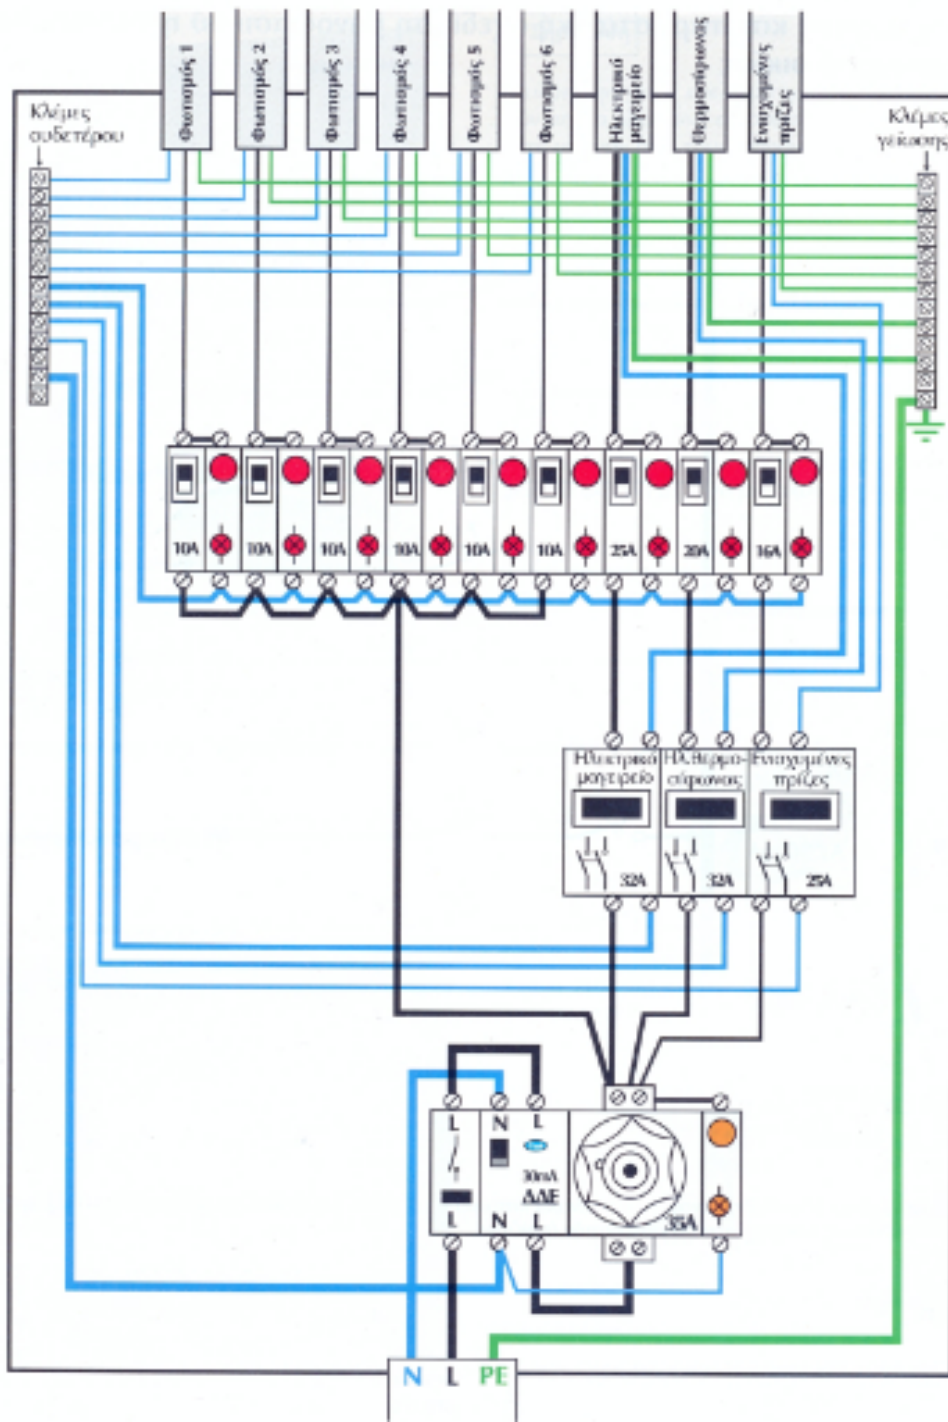 Φωτισμός 1
Φωτισμός 2
Φωτισμός 3
Φωτισμός 4
Φωτισμός 5
Φωτισμός 6
Ηλεκτρικό
μαγειρείο
Θερμοσίφωνας
Ενισχυμένες
πρίζες
Κλέμες
ουδετέρου
Κλέμες
γείωσης
10A 10A 10A 10A 10A 10A 25A 20A 16A
Ηλεκτρικό
μαγειρείο
Ηλ.θερμο-
σίφωνας
Ενισχυμένες
πρίζες
32A 32A 25A
L N L
30mA
ΔΔΕ
L N L
35A
N L PE